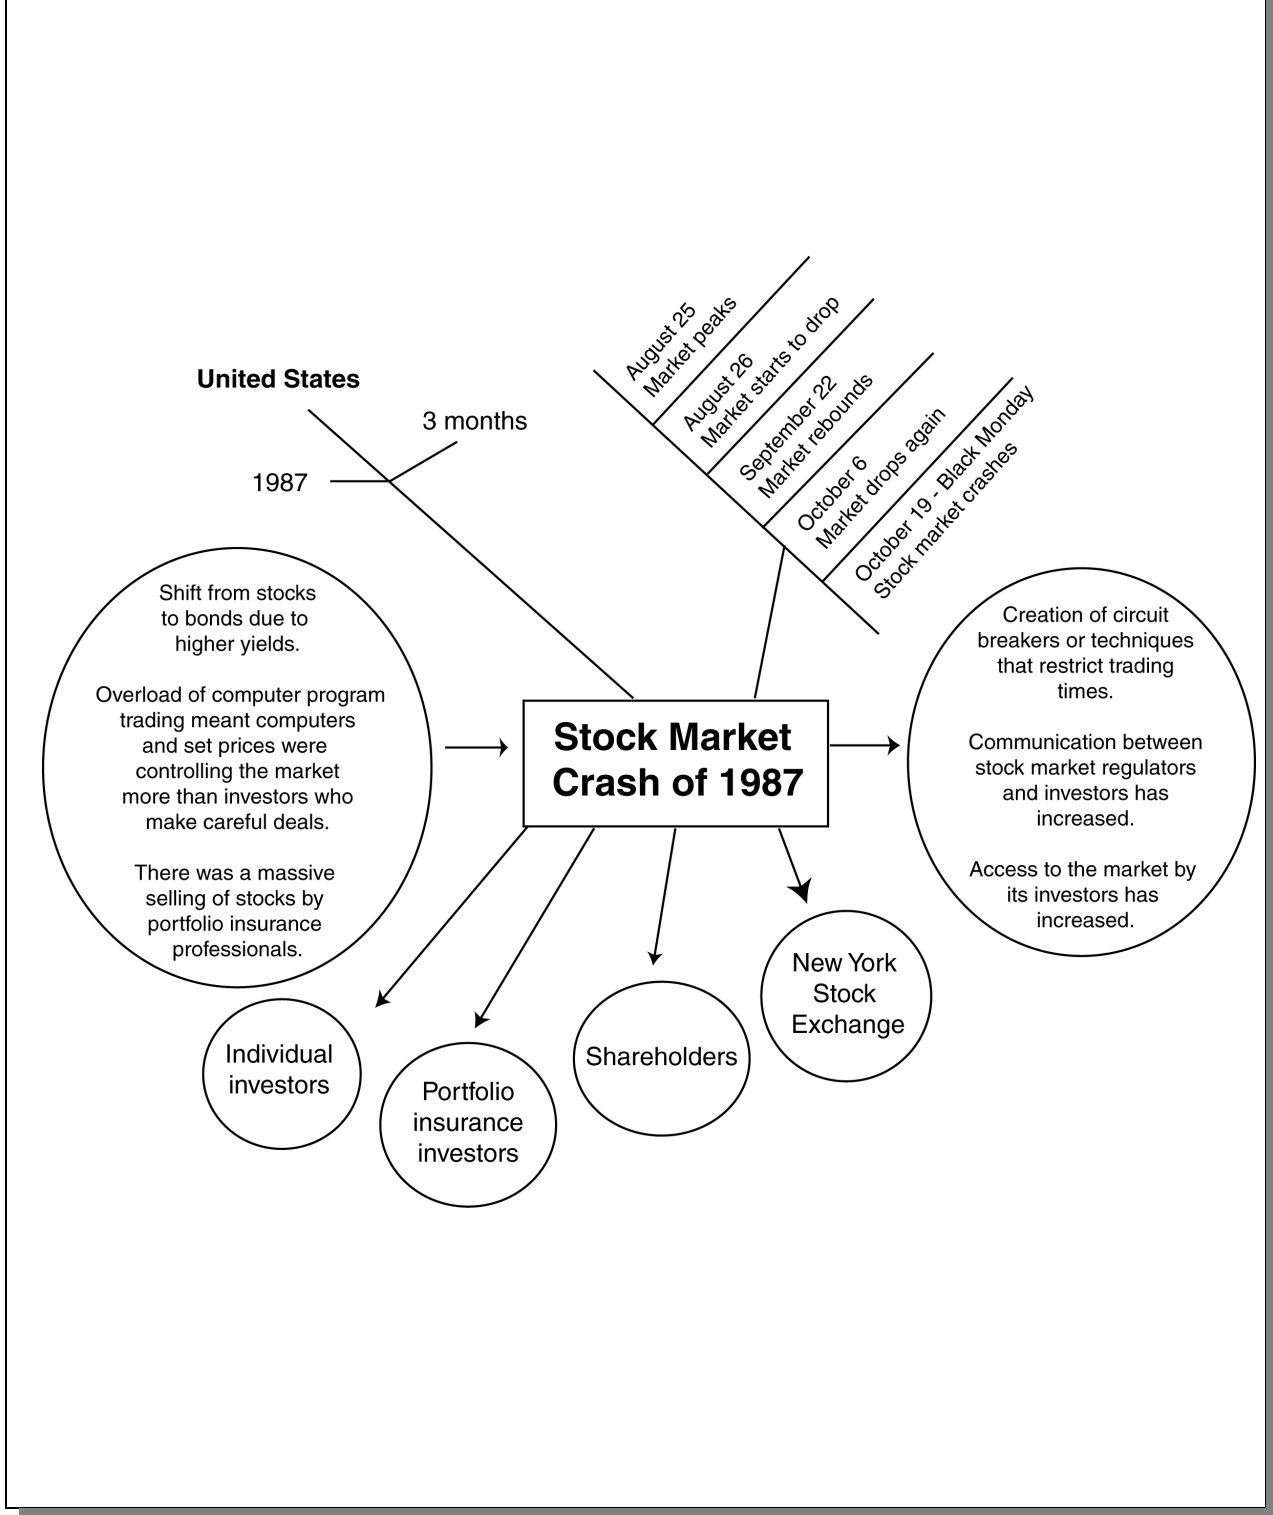 United States
3 months
1987
August 25
Market peaks
August 26
Market starts to drop
September 22
Market rebounds
October 6
Market drops again
October 19 - Black Monday
Stock market crashes
Shift from stocks
to bonds due to
higher yields.
Overload of computer program
trading meant computers
and set prices were
controlling the market
more than investors who
make careful deals.
There was a massive
selling of stocks by
portfolio insurance
professionals.
Stock Market
Crash of 1987
Creation of circuit
breakers or techniques
that restrict trading
times.
Communication between
stock market regulators
and investors has
increased.
Access to the market by
its investors has
increased.
Individual
investors
Portfolio
insurance
investors
Shareholders
New York
Stock
Exchange